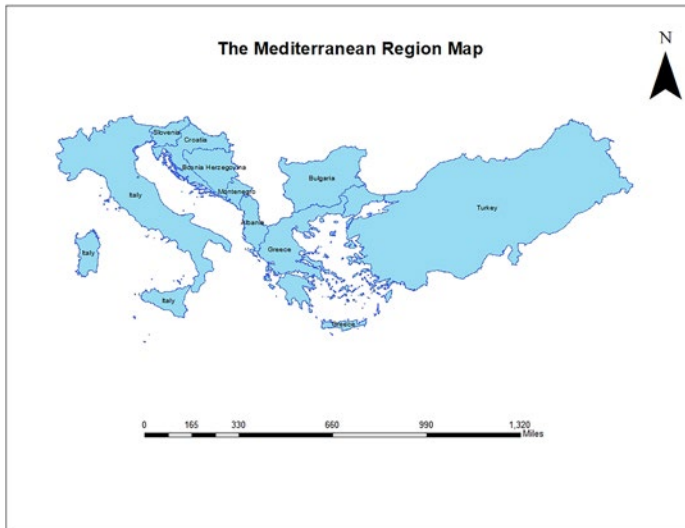 The Mediterranean Region Map
N
Slovenia
Croatia
Bosnia Herzegovina
Bulgaria
Montenegro
Italy
Turkey
Albania
Greece
Italy
Italy
Greece
0 165 330 660 990 1,320
Miles